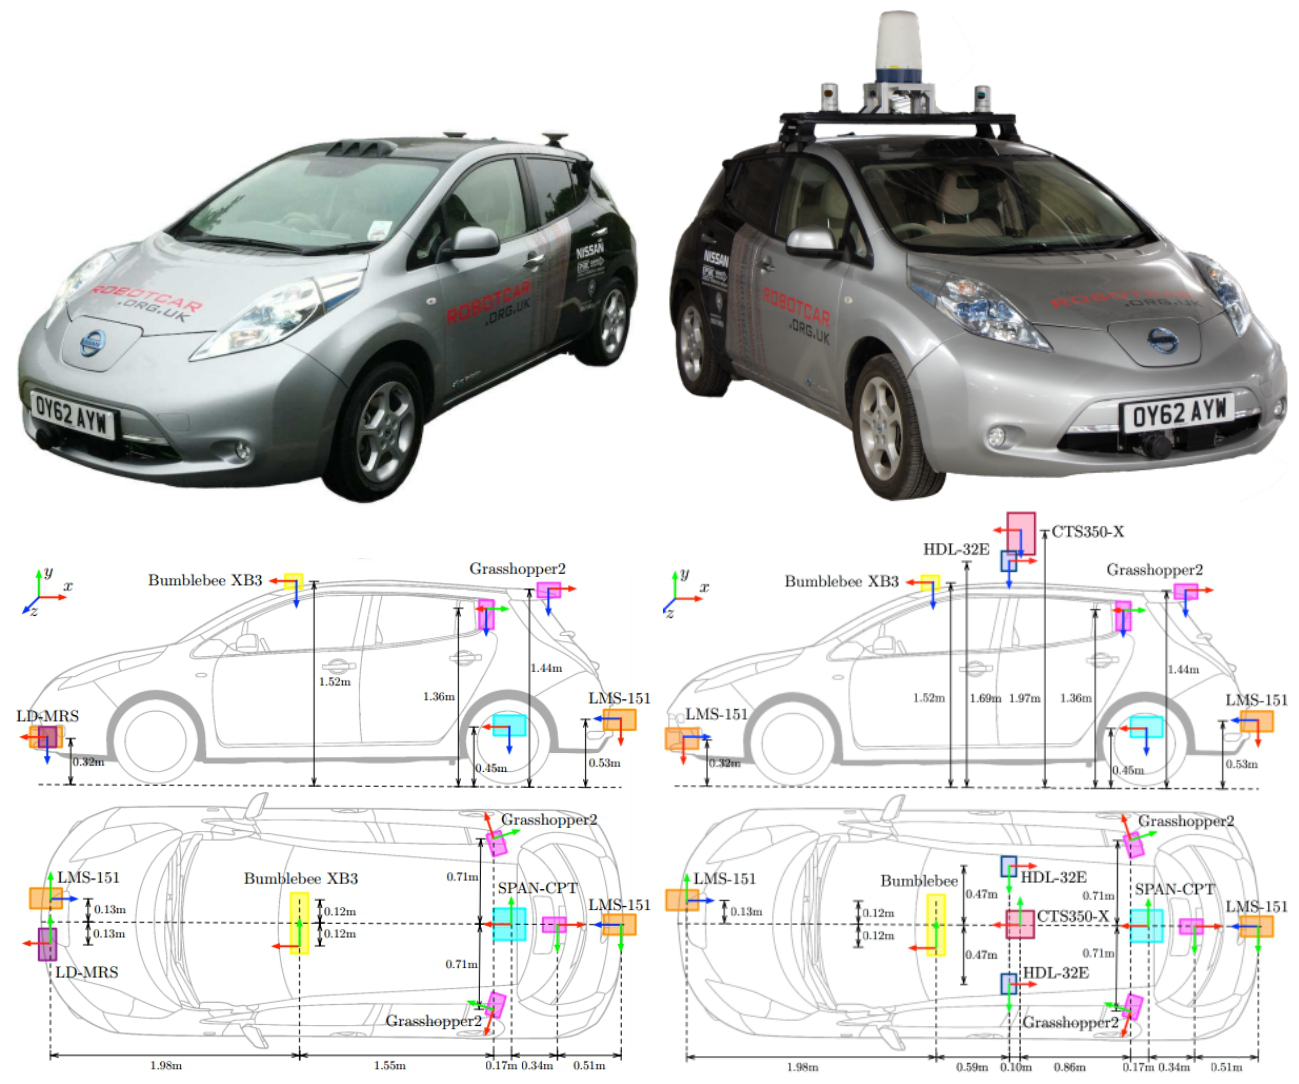 NISSAN
ROBOTCAR
.ORG.UK
ROBOTCAR
.ORG.UK
OY62 AYW
NISSAN
ROBOTCAR
.ORG.UK
ROBOTCAR
.ORG.UK
OY62 AYW
y
x
z
Bumblebee XB3
Grasshopper2
1.44m
1.52m
1.36m
LD-MRS
LMS-151
0.32m
0.45m
0.53m
y
x
z
CTS350-X
HDL-32E
Bumblebee XB3
Grasshopper2
1.44m
1.52m
1.69m
1.97m
1.36m
LMS-151
LMS-151
0.32m
0.45m
0.53m
Grasshopper2
LMS-151
Bumblebee XB3
0.71m
SPAN-CPT
LMS-151
0.13m
0.12m
0.13m
0.12m
LD-MRS
0.71m
Grasshopper2
1.98m
1.55m
0.17m
0.34m
0.51m
Grasshopper2
LMS-151
Bumblebee
HDL-32E
0.47m
0.71m
SPAN-CPT
LMS-151
0.13m
0.12m
CTS350-X
0.12m
0.47m
0.71m
HDL-32E
Grasshopper2
1.98m
0.59m
0.10m
0.86m
0.17m
0.34m
0.51m